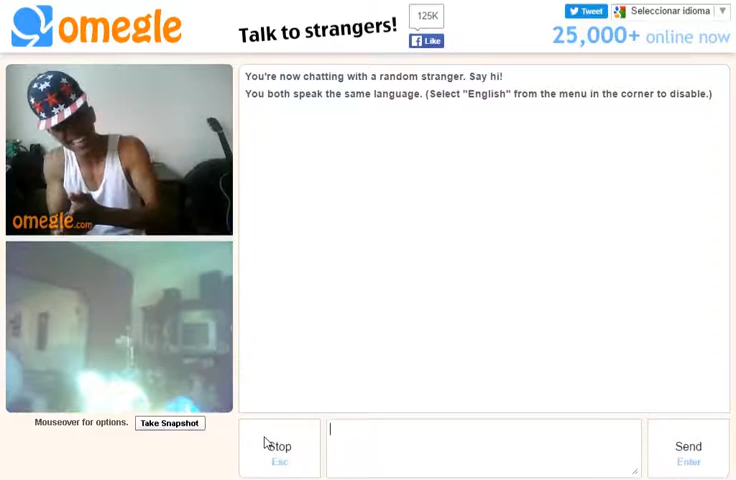 omegle
Talk to strangers!
125K
Like
Tweet
Seleccionar idioma
25,000+ online now
You're now chatting with a random stranger. Say hi!
You both speak the same language. (Select "English" from the menu in the corner to disable.)
omegle.com
Mouseover for options.
Take Snapshot
Stop
Esc
Send
Enter